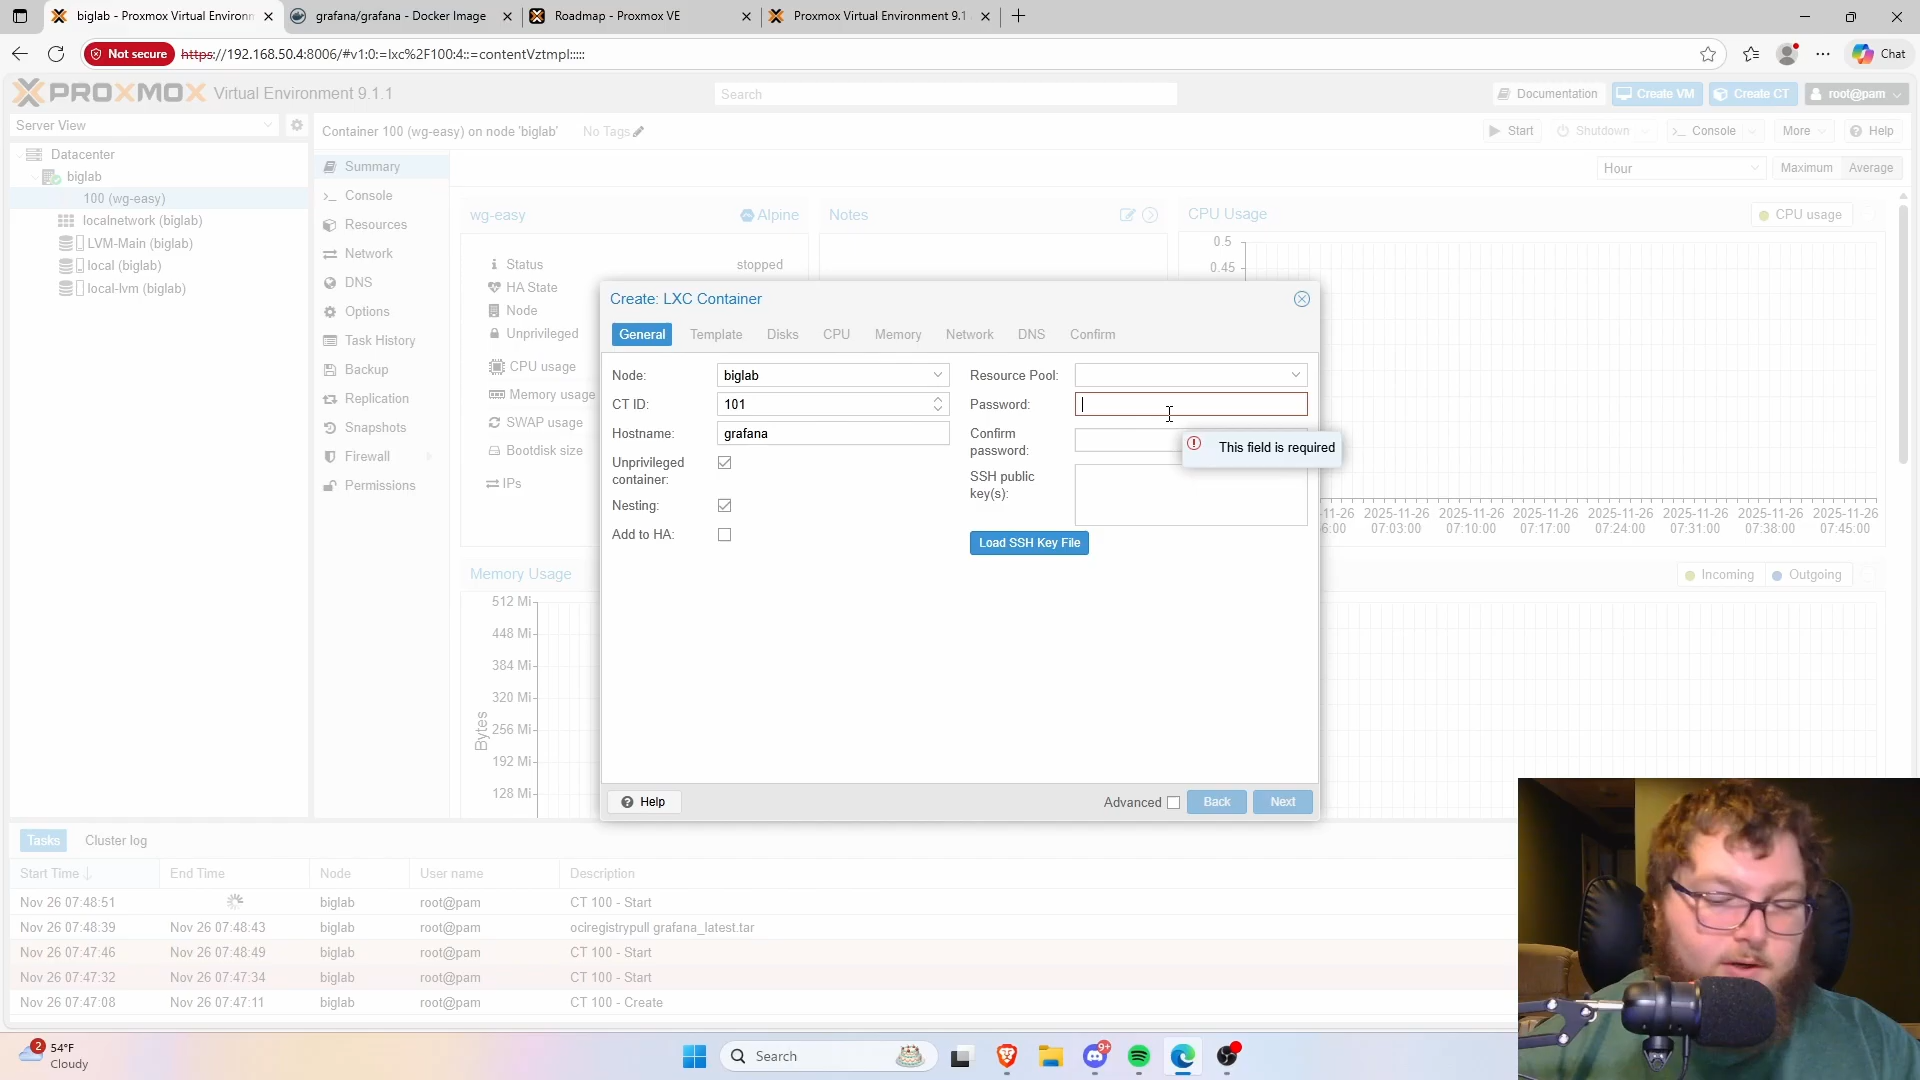 biglab - Proxmox Virtual Environ
grafana/grafana - Docker Image
Roadmap - Proxmox VE
Proxmox Virtual Environment 9.1
Not secure
https://192.168.50.4:8006/#v1:0:=lxc%2F100:4::=contentVztmpl:::::
Chat
PROXMOX Virtual Environment 9.1.1
Search
Documentation
Create VM
Create CT
root@pam
Server View
Container 100 (wg-easy) on node 'biglab'
No Tags
Start
Shutdown
Console
More
Help
Datacenter
biglab
100 (wg-easy)
localnetwork (biglab)
LVM-Main (biglab)
local (biglab)
local-lvm (biglab)
Summary
Console
Resources
Network
DNS
Options
Task History
Backup
Replication
Snapshots
Firewall
Permissions
Hour
Maximum
Average
wg-easy
Alpine
Status
stopped
HA State
Node
Unprivileged
CPU usage
Memory usage
SWAP usage
Bootdisk size
IPs
Notes
CPU Usage
CPU usage
0.5
0.45
Create: LXC Container
General
Template
Disks
CPU
Memory
Network
DNS
Confirm
Node:
biglab
CT ID:
101
Hostname:
grafana
Unprivileged
container:
Nesting:
Add to HA:
Resource Pool:
Password:
Confirm
password:
This field is required
SSH public
key(s):
Load SSH Key File
Help
Advanced
Back
Next
11-26
6:00
2025-11-26
07:03:00
2025-11-26
07:10:00
2025-11-26
07:17:00
2025-11-26
07:24:00
2025-11-26
07:31:00
2025-11-26
07:38:00
2025-11-26
07:45:00
Memory Usage
Incoming
Outgoing
512 Mi
448 Mi
384 Mi
320 Mi
256 Mi
192 Mi
128 Mi
Bytes
Tasks
Cluster log
Start Time
End Time
Node
User name
Description
Nov 26 07:48:51
biglab
root@pam
CT 100 - Start
Nov 26 07:48:39
Nov 26 07:48:43
biglab
root@pam
ociregistrypull grafana_latest.tar
Nov 26 07:47:46
Nov 26 07:48:49
biglab
root@pam
CT 100 - Start
Nov 26 07:47:32
Nov 26 07:47:34
biglab
root@pam
CT 100 - Start
Nov 26 07:47:08
Nov 26 07:47:11
biglab
root@pam
CT 100 - Create
2
54°F
Cloudy
Search
9+